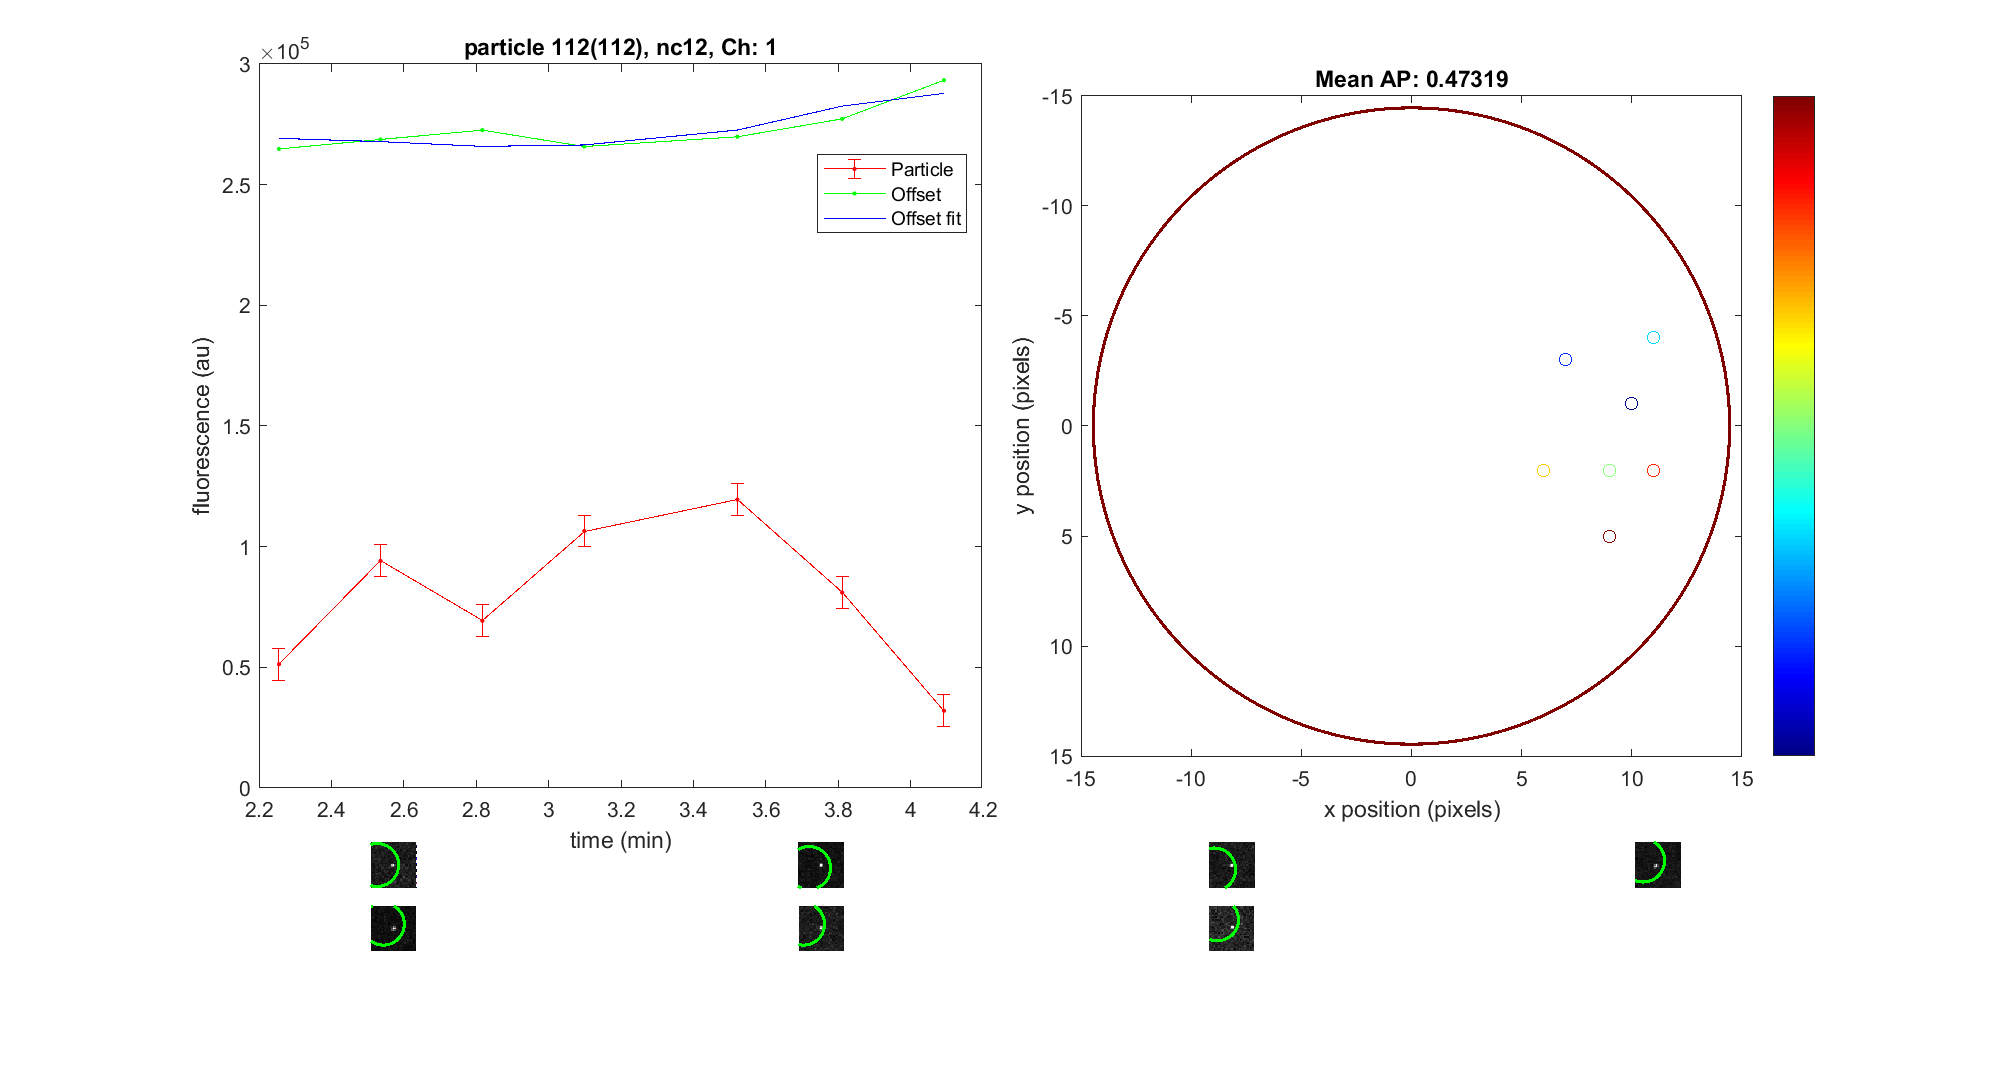 particle 112(112), nc12, Ch: 1
×10^5
3
2.5
2
1.5
1
0.5
0
fluorescence (au)
2.2 2.4 2.6 2.8 3 3.2 3.4 3.6 3.8 4 4.2
time (min)
Particle
Offset
Offset fit
Mean AP: 0.47319
-15
-10
-5
0
5
10
15
y position (pixels)
-15 -10 -5 0 5 10 15
x position (pixels)